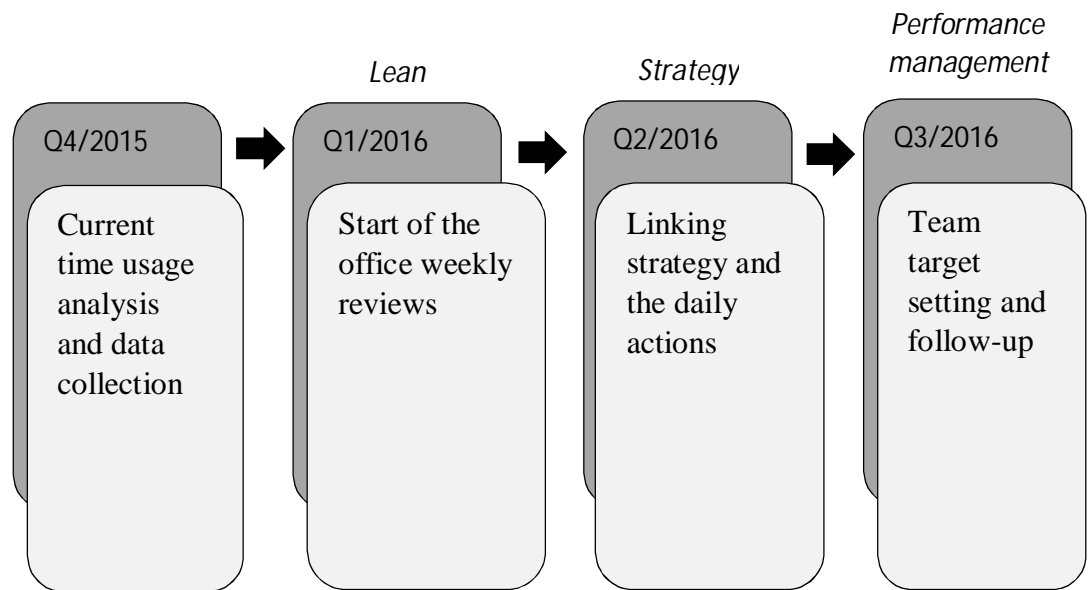 Lean
Strategy
Performance
management
Q4/2015
Current
time usage
analysis
and data
collection
Q1/2016
Start of the
office weekly
reviews
Q2/2016
Linking
strategy and
the daily
actions
Q3/2016
Team
target
setting and
follow-up